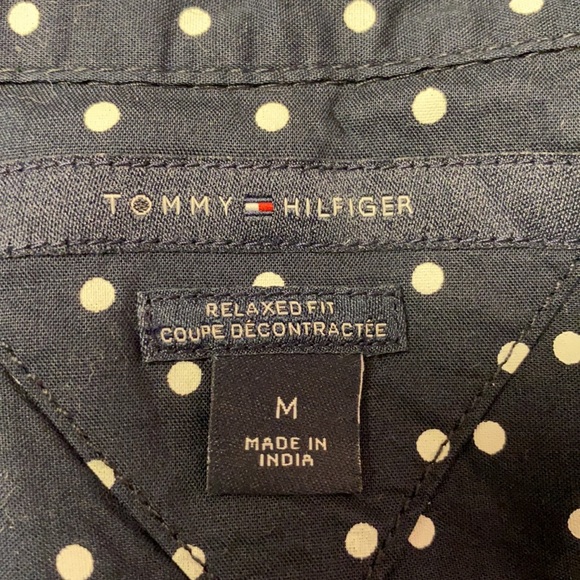 TOMMY HILFIGER
RELAXED FIT
COUPE DÉCONTRACTÉE
M
MADE IN
INDIA